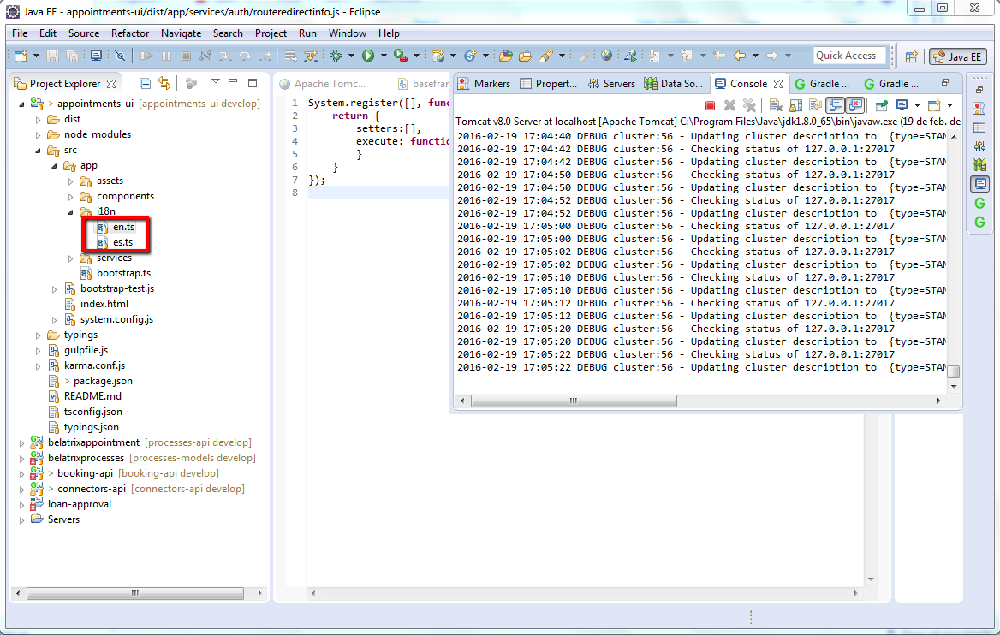 Java EE - appointments-ui/dist/app/services/auth/routeredirectinfo.js - Eclipse
File Edit Source Refactor Navigate Search Project Run Window Help
Quick Access
Java EE
Project Explorer
appointments-ui [appointments-ui develop]
dist
node_modules
src
app
assets
components
i18n
en.ts
es.ts
services
bootstrap.ts
bootstrap-test.js
index.html
system.config.js
typings
gulpfile.js
karma.conf.js
> package.json
README.md
tsconfig.json
typings.json
belatrixappointment [processes-api develop]
belatrixprocesses [processes-models develop]
> booking-api [booking-api develop]
> connectors-api [connectors-api develop]
loan-approval
Servers
Apache Tomc... basefran
1 System.register([], func
2 return {
3 setters:[],
4 execute: functio
5 }
6 }
7 });
8
Markers Propert... Servers Data So... Console Gradle ... Gradle ...
Tomcat v8.0 Server at localhost [Apache Tomcat] C:\Program Files\Java\jdk1.8.0_65\bin\javaw.exe (19 de feb. de
2016-02-19 17:04:40 DEBUG cluster:56 - Updating cluster description to {type=STAN
2016-02-19 17:04:42 DEBUG cluster:56 - Checking status of 127.0.0.1:27017
2016-02-19 17:04:42 DEBUG cluster:56 - Updating cluster description to {type=STAN
2016-02-19 17:04:50 DEBUG cluster:56 - Checking status of 127.0.0.1:27017
2016-02-19 17:04:50 DEBUG cluster:56 - Updating cluster description to {type=STAN
2016-02-19 17:04:52 DEBUG cluster:56 - Checking status of 127.0.0.1:27017
2016-02-19 17:04:52 DEBUG cluster:56 - Updating cluster description to {type=STAN
2016-02-19 17:05:00 DEBUG cluster:56 - Checking status of 127.0.0.1:27017
2016-02-19 17:05:00 DEBUG cluster:56 - Updating cluster description to {type=STAN
2016-02-19 17:05:02 DEBUG cluster:56 - Checking status of 127.0.0.1:27017
2016-02-19 17:05:02 DEBUG cluster:56 - Updating cluster description to {type=STAN
2016-02-19 17:05:10 DEBUG cluster:56 - Checking status of 127.0.0.1:27017
2016-02-19 17:05:10 DEBUG cluster:56 - Updating cluster description to {type=STAN
2016-02-19 17:05:12 DEBUG cluster:56 - Checking status of 127.0.0.1:27017
2016-02-19 17:05:12 DEBUG cluster:56 - Updating cluster description to {type=STAN
2016-02-19 17:05:20 DEBUG cluster:56 - Checking status of 127.0.0.1:27017
2016-02-19 17:05:20 DEBUG cluster:56 - Updating cluster description to {type=STAN
2016-02-19 17:05:22 DEBUG cluster:56 - Checking status of 127.0.0.1:27017
2016-02-19 17:05:22 DEBUG cluster:56 - Updating cluster description to {type=STAN